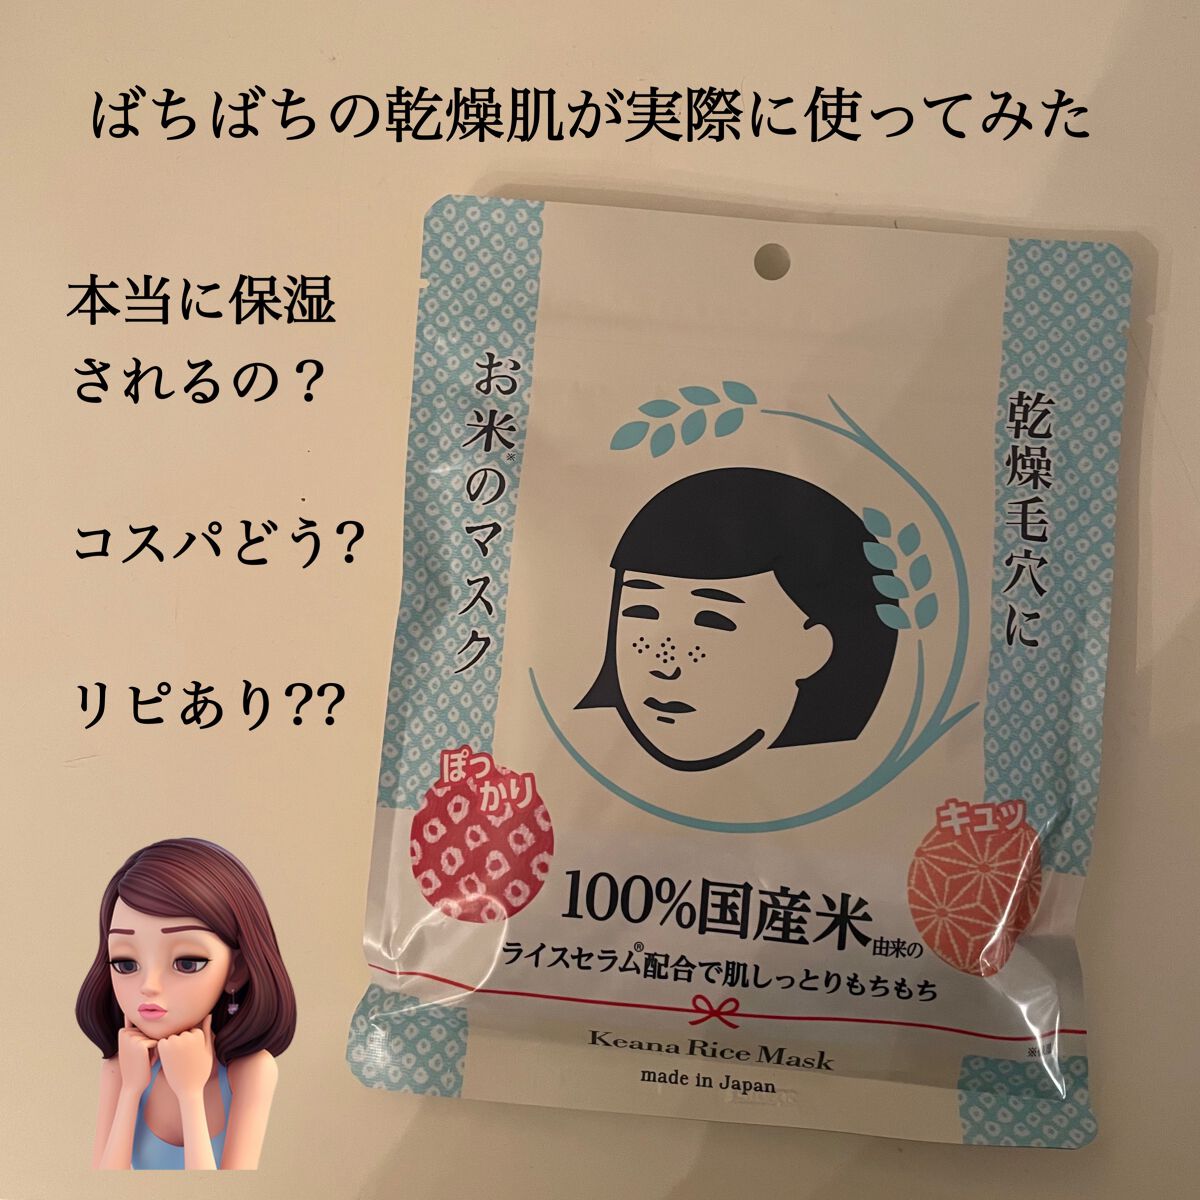 ばちばちの乾燥肌が実際に使ってみた
本当に保湿
されるの？
コスパどう?
リピあり??
乾燥毛穴に
お米※のマスク
ぽっかり
キュッ
100%国産米由来の
ライスセラム®配合で肌しっとりもちもち
Keana Rice Mask
made in Japan